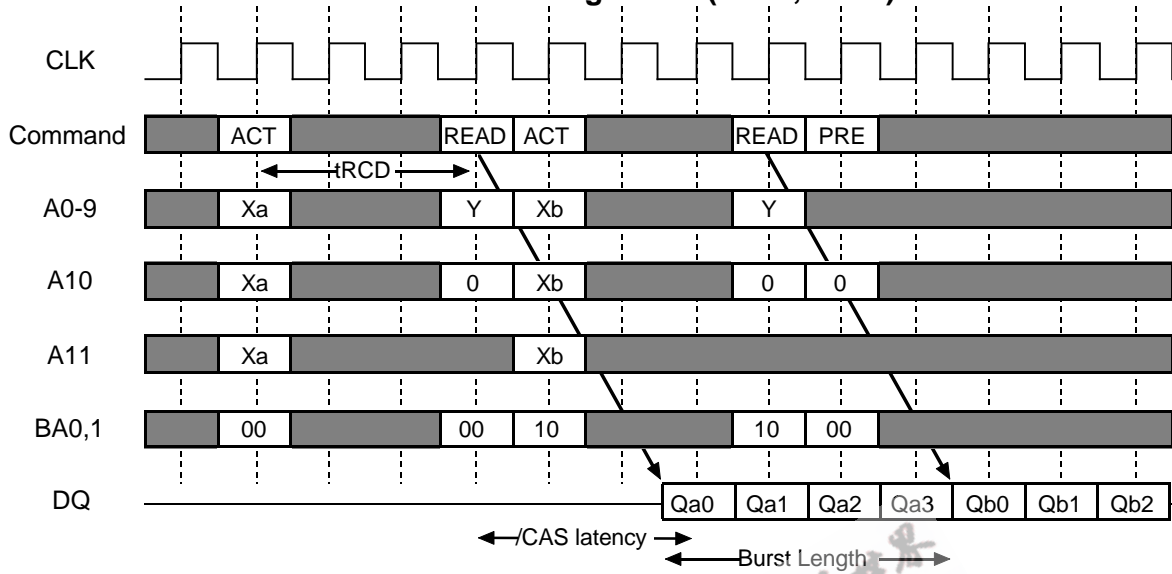 CLK
Command ACT READ ACT READ PRE
tRCD
A0-9 Xa Y Xb Y
A10 Xa 0 Xb 0 0
A11 Xa Xb
BA0,1 00 00 10 10 00
DQ Qa0 Qa1 Qa2 Qa3 Qb0 Qb1 Qb2
/CAS latency
Burst Length